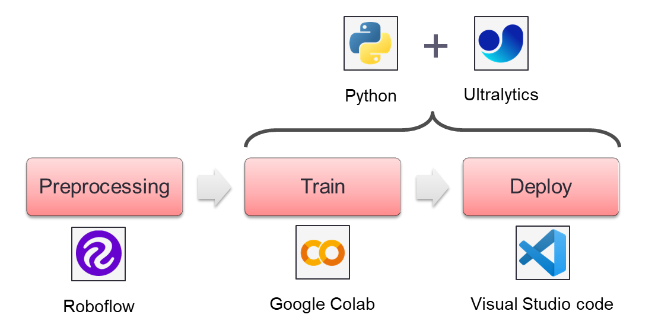 Python
Ultralytics
Preprocessing
Train
Deploy
Roboflow
Google Colab
Visual Studio code